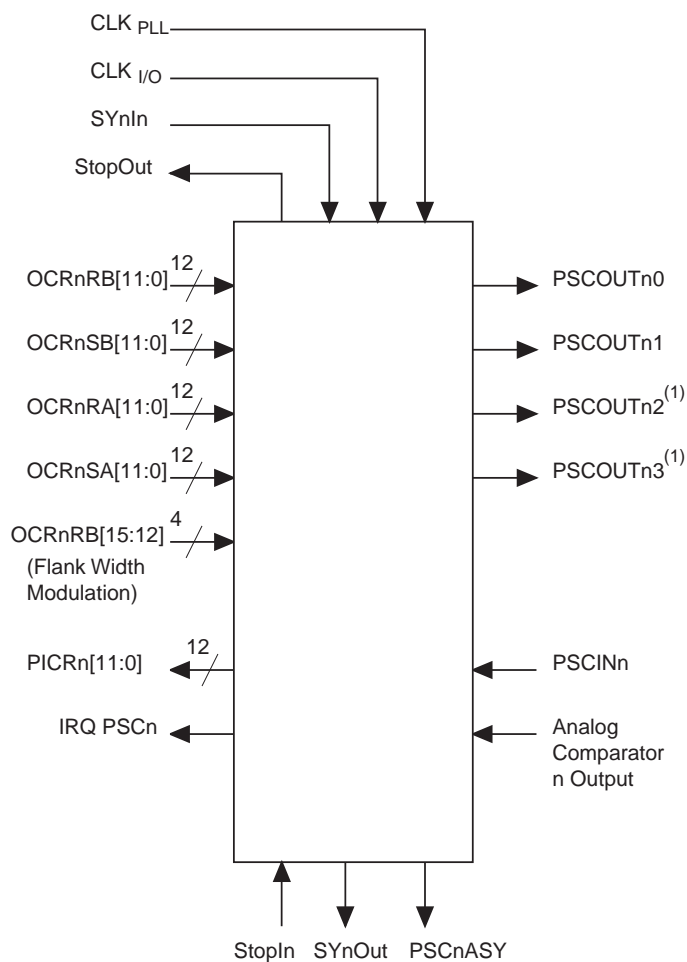 CLK PLL
CLK I/O
SYnIn
StopOut
OCRnRB[11:0] 12
OCRnSB[11:0] 12
OCRnRA[11:0] 12
OCRnSA[11:0] 12
OCRnRB[15:12] 4
(Flank Width
Modulation)
PICRn[11:0] 12
IRQ PSCn
PSCOUTn0
PSCOUTn1
PSCOUTn2(1)
PSCOUTn3(1)
PSCINn
Analog
Comparator
n Output
StopIn SYnOut PSCnASY